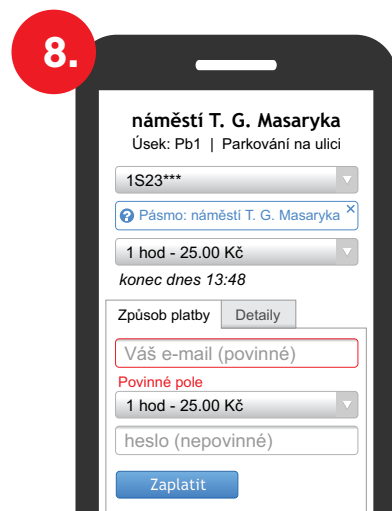 8.
náměstí T. G. Masaryka
Úsek: Pb1 | Parkování na ulici
1S23***
? Pásmo: náměstí T. G. Masaryka ×
1 hod - 25.00 Kč
konec dnes 13:48
Způsob platby Detaily
Váš e-mail (povinné)
Povinné pole
1 hod - 25.00 Kč
heslo (nepovinné)
Zaplatit